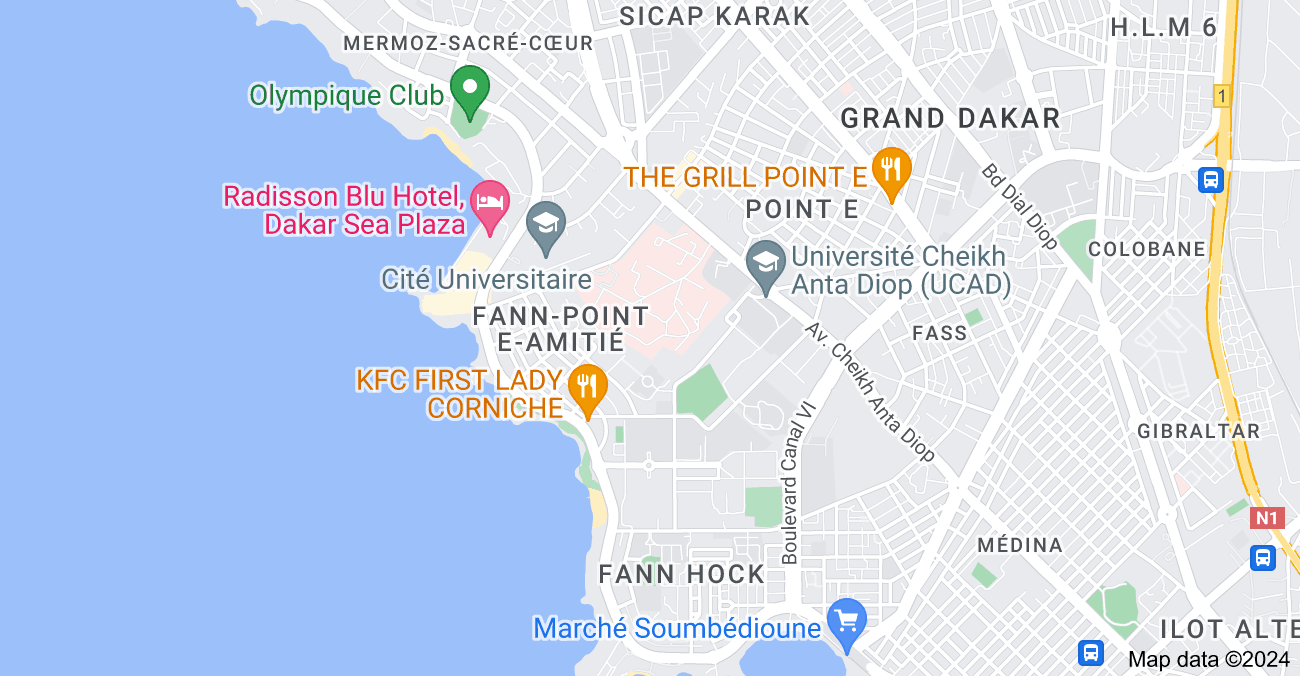 SICAP KARAK
H.L.M 6
MERMOZ-SACRÉ-CŒUR
Olympique Club
1
GRAND DAKAR
THE GRILL POINT E
POINT E
Bd Dial Diop
Radisson Blu Hotel,
Dakar Sea Plaza
COLOBANE
Université Cheikh
Anta Diop (UCAD)
Cité Universitaire
FANN-POINT
E-AMITIÉ
FASS
Av. Cheikh Anta Diop
KFC FIRST LADY
CORNICHE
Boulevard Canal VI
GIBRALTAR
N1
MÉDINA
FANN HOCK
Marché Soumbédioune
ILOT ALTE
Map data ©2024